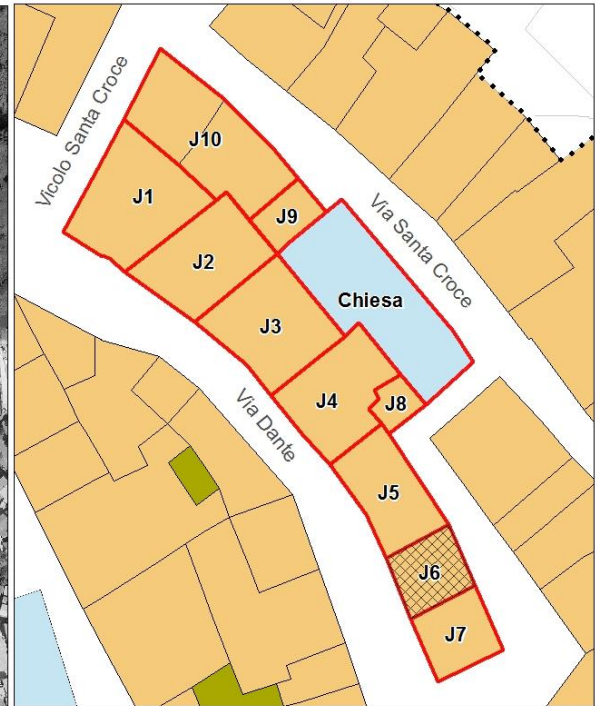 Vicolo Santa Croce
J10
J1
J9
Via Santa Croce
J2
Chiesa
J3
J4
J8
Via Dante
J5
J6
J7